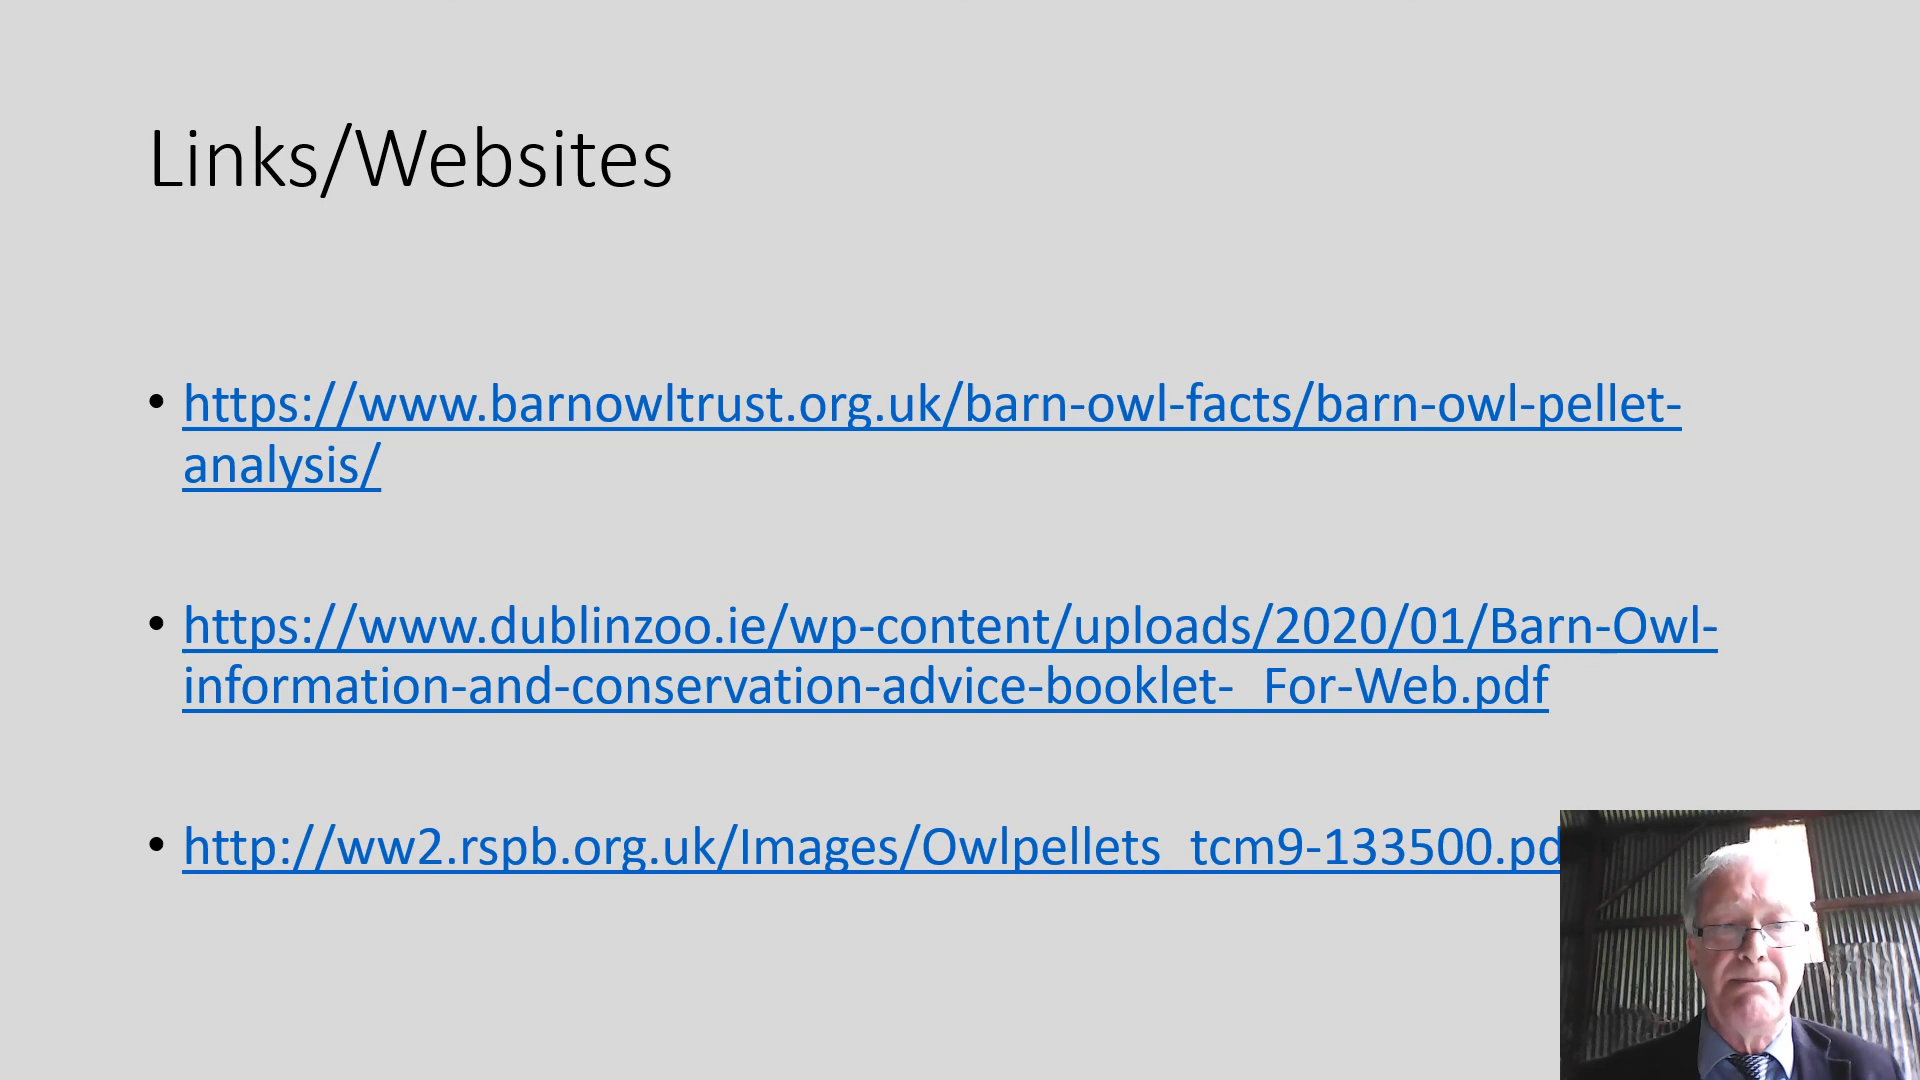 Links/Websites
• https://www.barnowltrust.org.uk/barn-owl-facts/barn-owl-pellet-
analysis/
• https://www.dublinzoo.ie/wp-content/uploads/2020/01/Barn-Owl-
information-and-conservation-advice-booklet-_For-Web.pdf
• http://ww2.rspb.org.uk/Images/Owlpellets_tcm9-133500.pd